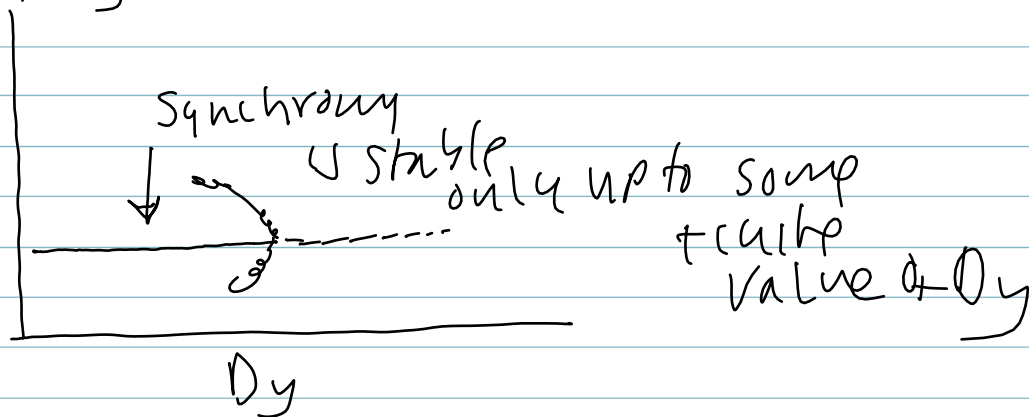 Synchrony
is stable
only up to some
finite
value of Dy
Dy